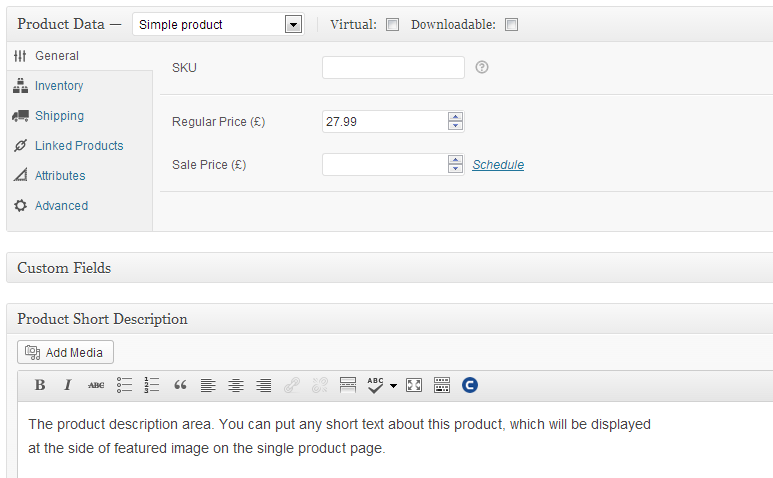 Product Data — Simple product Virtual: Downloadable:
General
SKU
Inventory
Shipping
Regular Price (£) 27.99
Linked Products
Sale Price (£) Schedule
Attributes
Advanced
Custom Fields
Product Short Description
Add Media
B I ABC ABC C
The product description area. You can put any short text about this product, which will be displayed
at the side of featured image on the single product page.